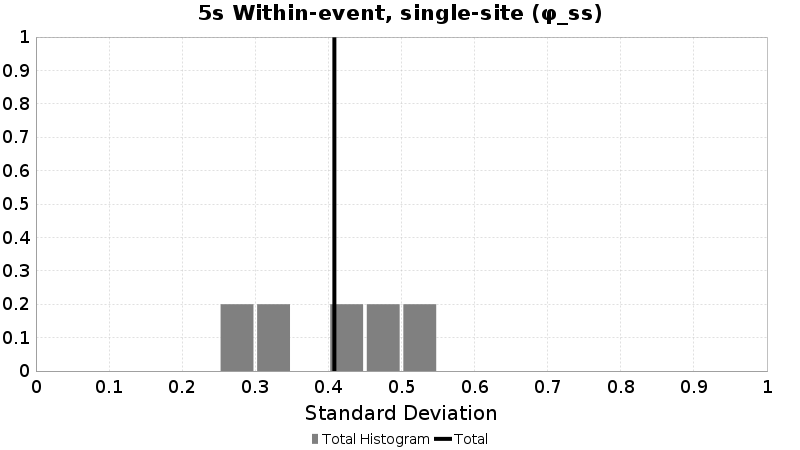 5s Within-event, single-site (φ_ss)
1
0.9
0.8
0.7
0.6
0.5
0.4
0.3
0.2
0.1
0
0 0.1 0.2 0.3 0.4 0.5 0.6 0.7 0.8 0.9 1
Standard Deviation
Total Histogram Total